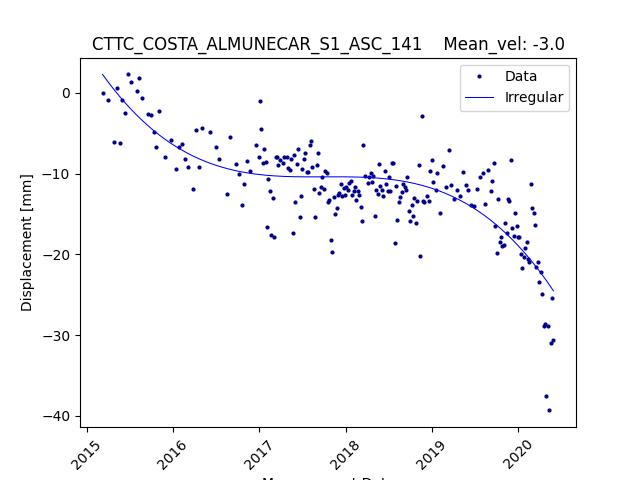 CTTC_COSTA_ALMUNECAR_S1_ASC_141 Mean_vel: -3.0
Data
Irregular
0
−10
−20
−30
−40
Displacement [mm]
2015
2016
2017
2018
2019
2020